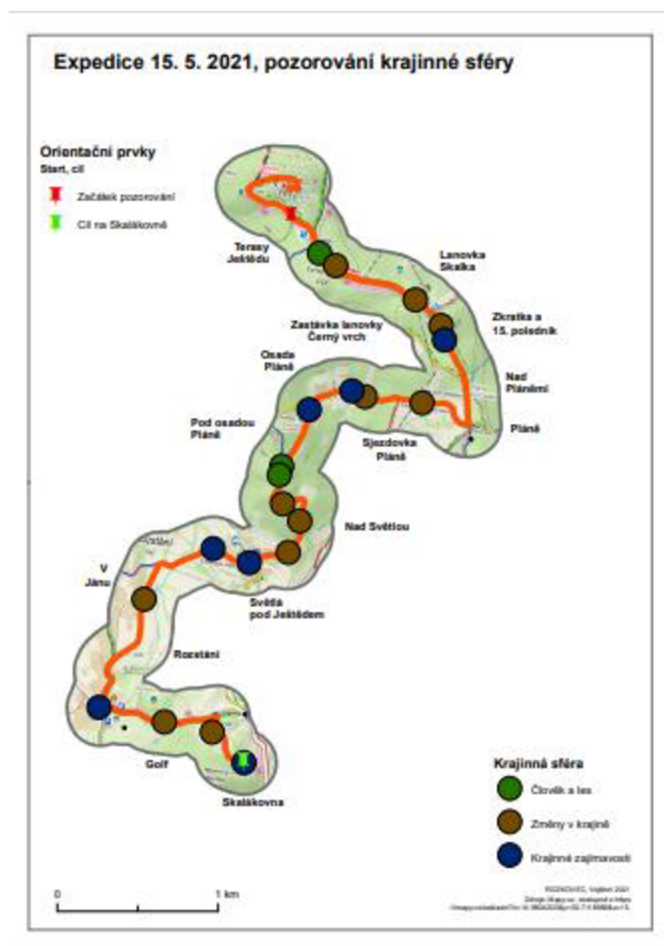 Expedice 15. 5. 2021, pozorování krajinné sféry
Orientační prvky
Start, cíl
Začátek pozorování
Cíl na Skalákovně
Terasy
Ještědu
Lanovka
Skalka
Zastávka lanovky
Černý vrch
Zkratka a
15. poledník
Osada
Pláně
Nad
Pláněmi
Pláně
Pod osadou
Pláně
Sjezdovka
Pláně
Nad Světlou
V
Jánu
Světlá
pod Ještědem
Rozstání
Golf
Skalákovna
Krajinná sféra
Člověk a les
Změny v krajině
Krajinné zajímavosti
0 1 km
2021